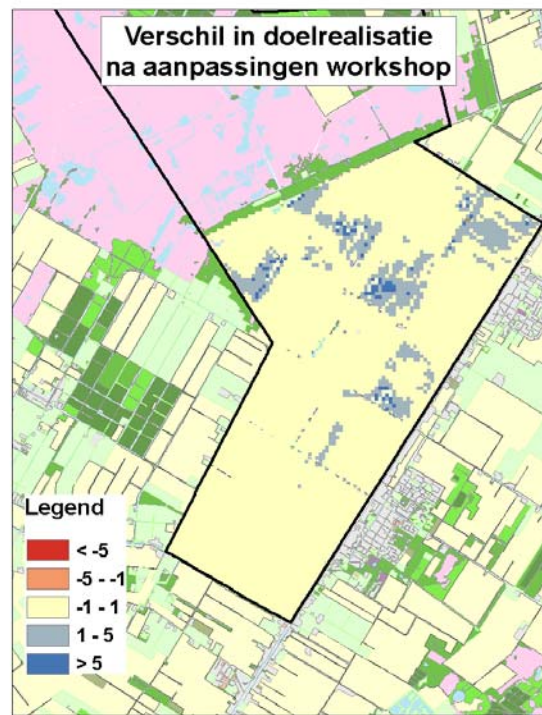 Verschil in doelrealisatie
na aanpassingen workshop
Legend
< -5
-5 - -1
-1 - 1
1 - 5
> 5